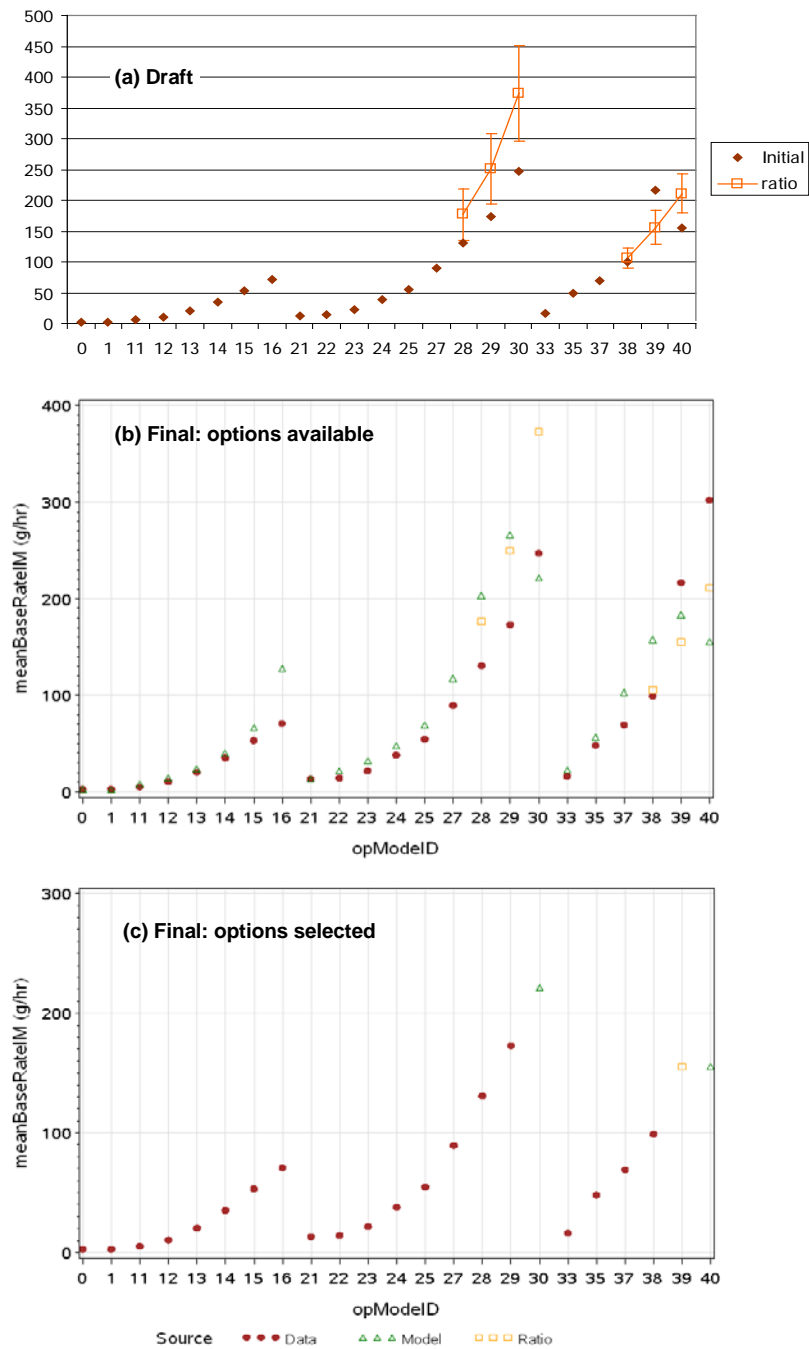 500
450
400
350
300
250
200
150
100
50
0
(a) Draft
0 1 11 12 13 14 15 16 21 22 23 24 25 27 28 29 30 33 35 37 38 39 40
Initial
ratio
(b) Final: options available
meanBaseRateIM (g/hr)
400
300
200
100
0
0 1 11 12 13 14 15 16 21 22 23 24 25 27 28 29 30 33 35 37 38 39 40
opModeID
(c) Final: options selected
meanBaseRateIM (g/hr)
300
200
100
0
0 1 11 12 13 14 15 16 21 22 23 24 25 27 28 29 30 33 35 37 38 39 40
opModeID
Source Data Model Ratio